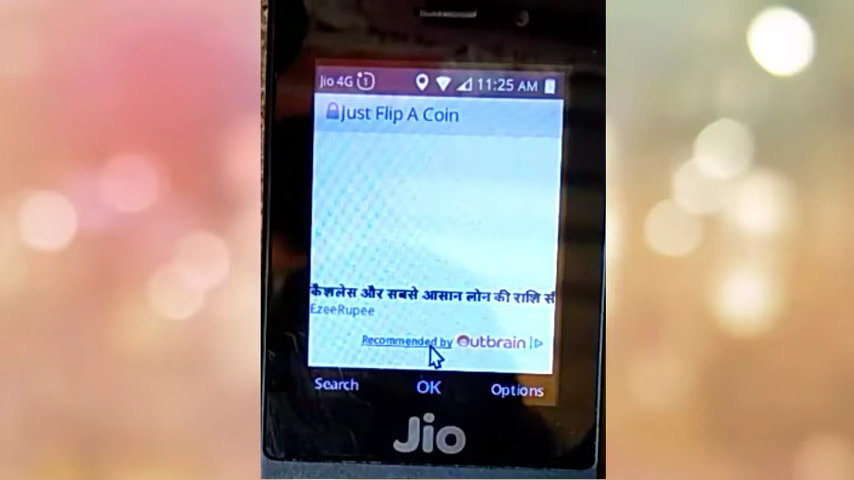 Jio 4G 1 11:25 AM
Just Flip A Coin
कैशलेस और सबसे आसान लोन की राशि
EzeeRupee
Recommended by Outbrain
Search OK Options
Jio